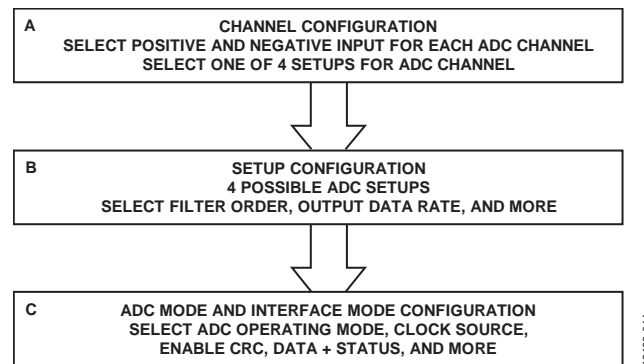 A
CHANNEL CONFIGURATION
SELECT POSITIVE AND NEGATIVE INPUT FOR EACH ADC CHANNEL
SELECT ONE OF 4 SETUPS FOR ADC CHANNEL
B
SETUP CONFIGURATION
4 POSSIBLE ADC SETUPS
SELECT FILTER ORDER, OUTPUT DATA RATE, AND MORE
C
ADC MODE AND INTERFACE MODE CONFIGURATION
SELECT ADC OPERATING MODE, CLOCK SOURCE,
ENABLE CRC, DATA + STATUS, AND MORE